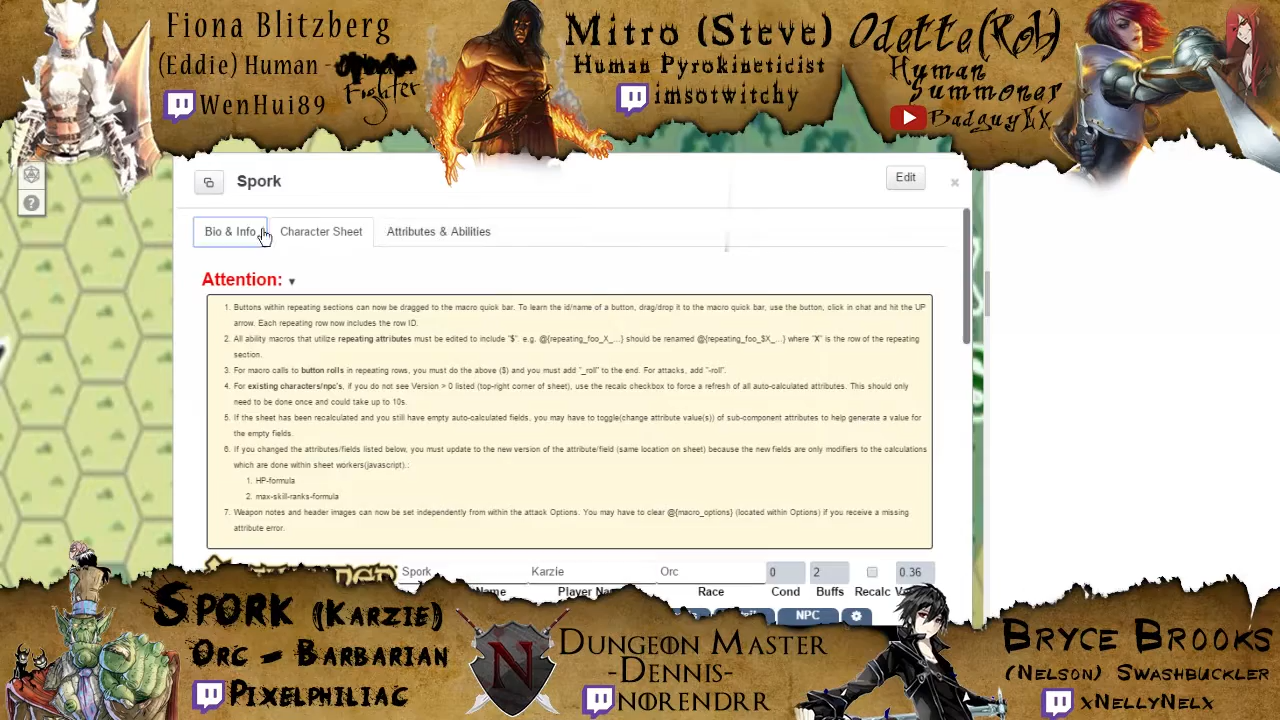 Fiona Blitzberg
(Eddie) Human -
Fighter
WenHui89
Mitro (Steve)
Human Pyrokineticist
imsotwitchy
Odette(Rob)
Human
Summoner
BadguyEX
Spork
Edit
×
Bio & Info
Character Sheet
Attributes & Abilities
Attention: ▾
1. Buttons within repeating sections can now be dragged to the macro quick bar. To learn the id/name of a button, drag/drop it to the macro quick bar, use the button, click in chat and hit the UP
arrow. Each repeating row now includes the row ID.
2. All ability macros that utilize repeating attributes must be edited to include "$". e.g. @{repeating_foo_X_...} should be renamed @{repeating_foo_$X_...} where "X" is the row of the repeating
section.
3. For macro calls to button rolls in repeating rows, you must do the above ($) and you must add "_roll" to the end. For attacks, add "-roll".
4. For existing characters/npc's, if you do not see Version > 0 listed (top-right corner of sheet), use the recalc checkbox to force a refresh of all auto-calculated attributes. This should only
need to be done once and could take up to 10s.
5. If the sheet has been recalculated and you still have empty auto-calculated fields, you may have to toggle(change attribute value(s)) of sub-component attributes to help generate a value for
the empty fields.
6. If you changed the attributes/fields listed below, you must update to the new version of the attribute/field (same location on sheet) because the new fields are only modifiers to the calculations
which are done within sheet workers(javascript).:
1. HP-formula
2. max-skill-ranks-formula
7. Weapon notes and header images can now be set independently from within the attack Options. You may have to clear @{macro_options} (located within Options) if you receive a missing
attribute error.
Spork Karzie Orc 0 2 0.36
Name Player Race Cond Buffs Recalc
NPC
Spork (Karzie)
Orc - Barbarian
Pixelphiliac
N
Dungeon Master
-Dennis-
norendrr
Bryce Brooks
(Nelson) Swashbuckler
xNellyNelx